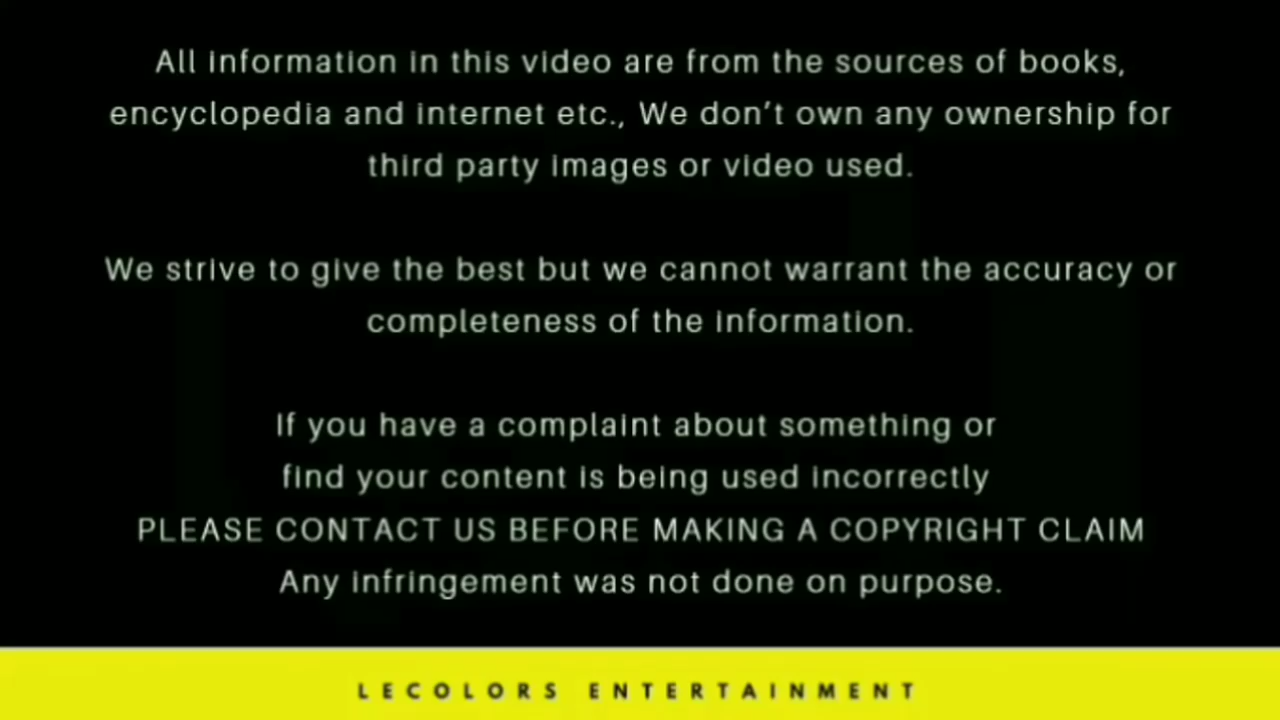 All information in this video are from the sources of books,
encyclopedia and internet etc., We don’t own any ownership for
third party images or video used.
We strive to give the best but we cannot warrant the accuracy or
completeness of the information.
If you have a complaint about something or
find your content is being used incorrectly
PLEASE CONTACT US BEFORE MAKING A COPYRIGHT CLAIM
Any infringement was not done on purpose.
LECOLORS ENTERTAINMENT